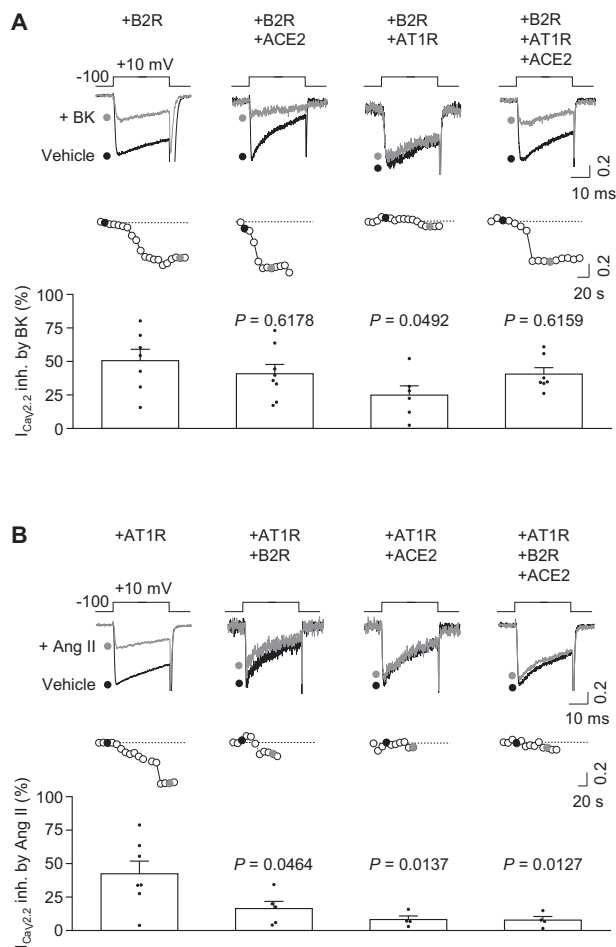 A
+B2R
+B2R
+ACE2
+B2R
+AT1R
+B2R
+AT1R
+ACE2
+10 mV
-100
+ BK
Vehicle
0.2
10 ms
0.2
20 s
I_CaV2.2 inh. by BK (%)
100
75
50
25
0
P = 0.6178
P = 0.0492
P = 0.6159
B
+AT1R
+AT1R
+B2R
+AT1R
+ACE2
+AT1R
+B2R
+ACE2
+10 mV
-100
+ Ang II
Vehicle
0.2
10 ms
0.2
20 s
I_CaV2.2 inh. by Ang II (%)
100
75
50
25
0
P = 0.0464
P = 0.0137
P = 0.0127